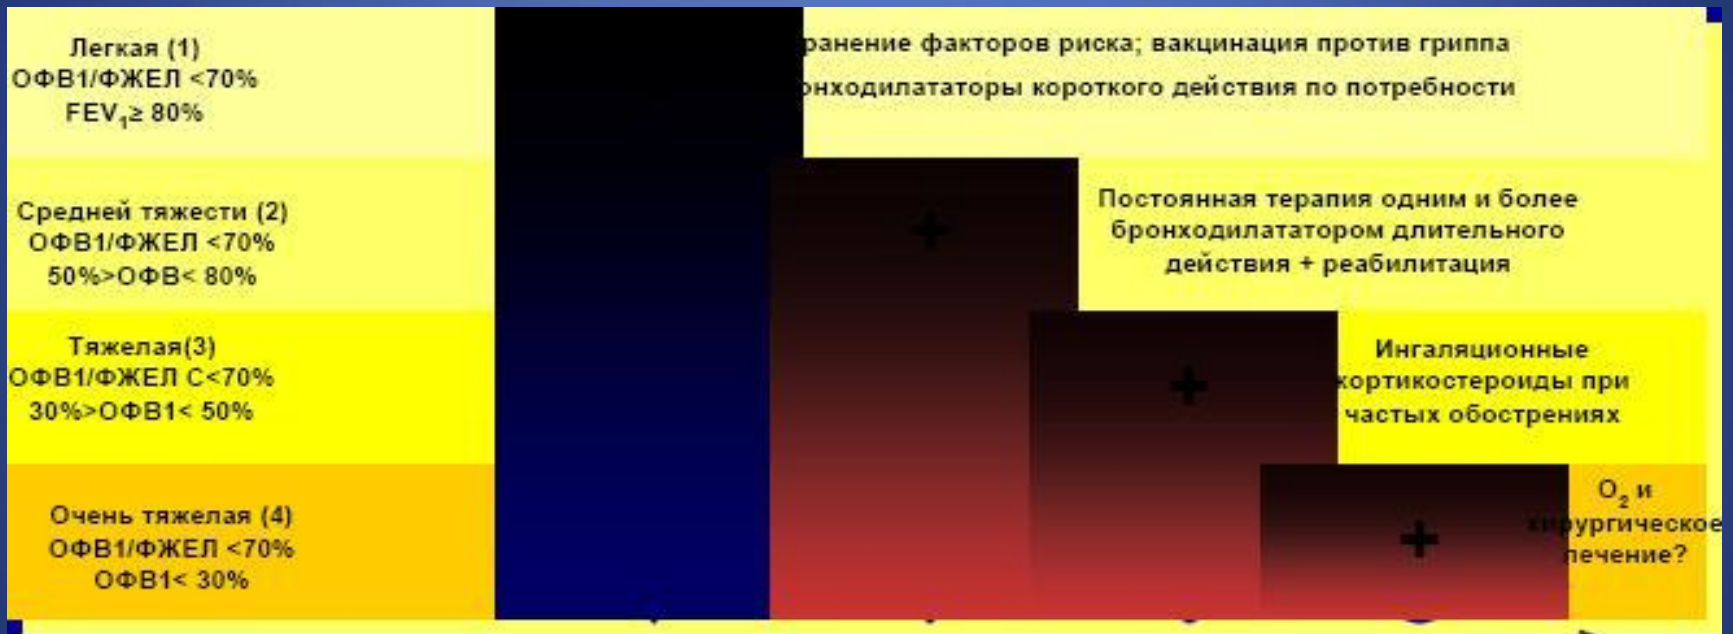 Легкая (1)
ОФВ1/ФЖЕЛ <70%
FEV1≥ 80%
ранение факторов риска; вакцинация против гриппа
онходилататоры короткого действия по потребности
Средней тяжести (2)
ОФВ1/ФЖЕЛ <70%
50%>ОФВ< 80%
+
Постоянная терапия одним и более
бронходилататором длительного
действия + реабилитация
Тяжелая(3)
ОФВ1/ФЖЕЛ С<70%
30%>ОФВ1< 50%
+
Ингаляционные
кортикостероиды при
частых обострениях
Очень тяжелая (4)
ОФВ1/ФЖЕЛ <70%
ОФВ1< 30%
+
O2 и
хирургическое
лечение?